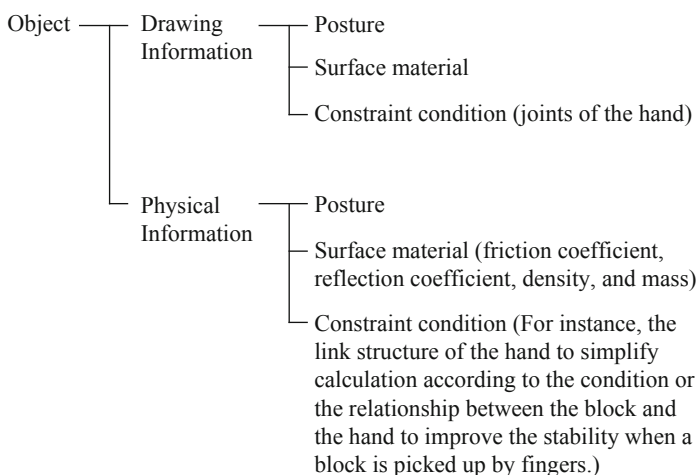 Object
Drawing
Information
Posture
Surface material
Constraint condition (joints of the hand)
Physical
Information
Posture
Surface material (friction coefficient,
reflection coefficient, density, and mass)
Constraint condition (For instance, the
link structure of the hand to simplify
calculation according to the condition or
the relationship between the block and
the hand to improve the stability when a
block is picked up by fingers.)